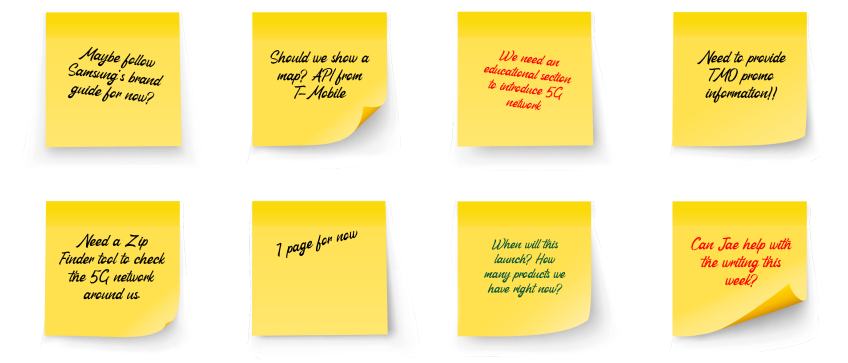 Maybe follow
Samsung's brand
guide for now?
Should we show a
map? API from
T-Mobile
We need an
educational section
to introduce 5G
network
Need to provide
TMO promo
information!!
Need a Zip
Finder tool to check
the 5G network
around us.
1 page for now
When will this
launch? How
many products we
have right now?
Can Jae help with
the writing this
week?